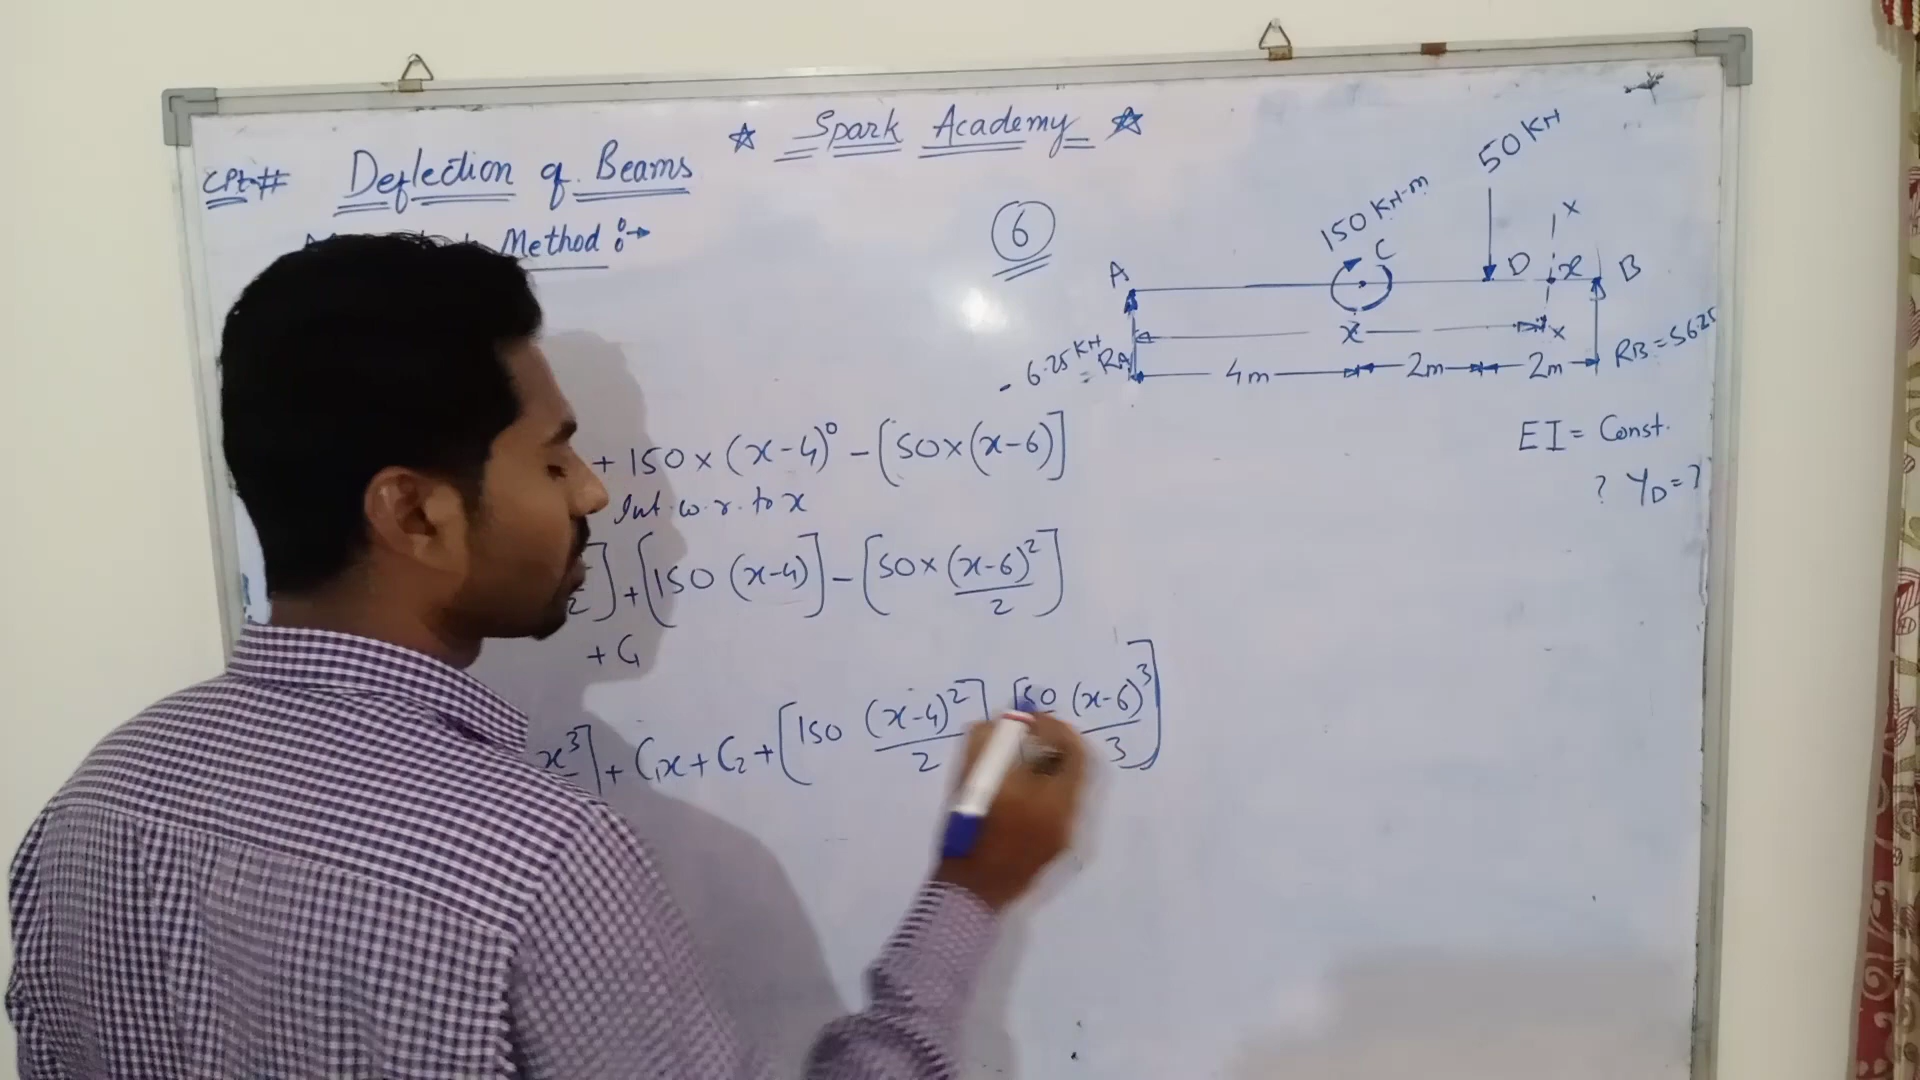 ☆ Spark Academy ☆
CPt-# Deflection of Beams
Method :→
6
50 KN
150 KN-m
x
A C D x B
x x
- 6.25 KN = RA
4m 2m 2m
RB = 56.25
EI = Const.
? YD = ?
+ 150 × (x-4)⁰ - [50×(x-6)]
Int. w. r. to x
2] + [150 (x-4)] - [50× (x-6)²/2]
+ C₁
x³] + C₁x + C₂ + [150 (x-4)²/2] [50 (x-6)³/3]